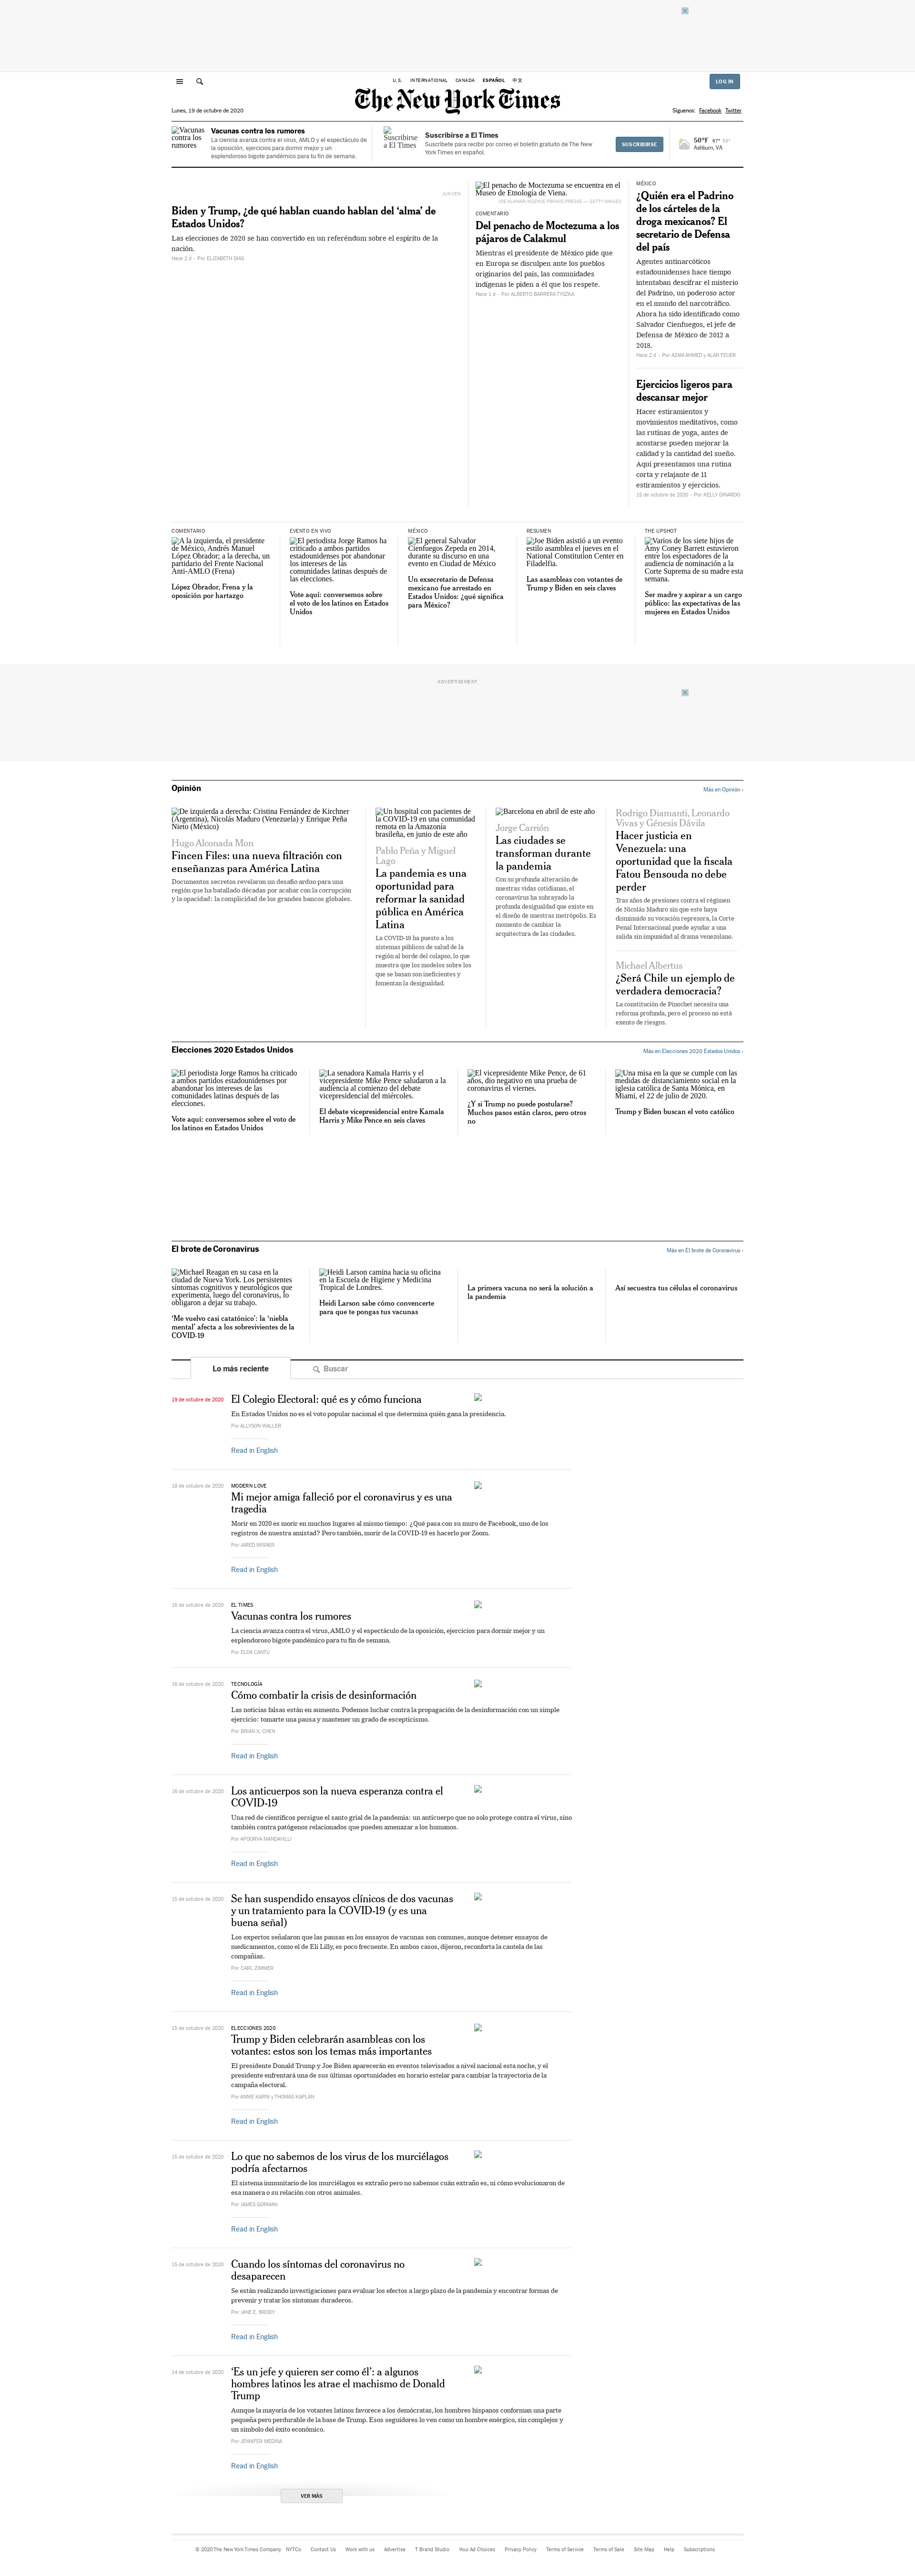 U.S. INTERNATIONAL CANADA ESPAÑOL 中文
LOG IN
The New York Times
Lunes, 19 de octubre de 2020
Síguenos: Facebook Twitter
Vacunas contra los rumores
Vacunas contra los rumores
La ciencia avanza contra el virus, AMLO y el espectáculo de
la oposición, ejercicios para dormir mejor y un
esplendoroso bigote pandémico para tu fin de semana.
Suscribirse a El Times
Suscribirse a El Times
Suscríbete para recibir por correo el boletín gratuito de The New
York Times en español.
SUSCRIBIRSE
50°F 67° 50°
Ashburn, VA
JUN CEN
Biden y Trump, ¿de qué hablan cuando hablan del ‘alma’ de
Estados Unidos?
Las elecciones de 2020 se han convertido en un referéndum sobre el espíritu de la
nación.
Hace 2 d – Por ELIZABETH DIAS
El penacho de Moctezuma se encuentra en el
Museo de Etnología de Viena.
JOE KLAMAR/AGENCE FRANCE-PRESSE — GETTY IMAGES
COMENTARIO
Del penacho de Moctezuma a los
pájaros de Calakmul
Mientras el presidente de México pide que
en Europa se disculpen ante los pueblos
originarios del país, las comunidades
indígenas le piden a él que los respete.
Hace 1 d – Por ALBERTO BARRERA TYSZKA
MÉXICO
¿Quién era el Padrino
de los cárteles de la
droga mexicanos? El
secretario de Defensa
del país
Agentes antinarcóticos
estadounidenses hace tiempo
intentaban descifrar el misterio
del Padrino, un poderoso actor
en el mundo del narcotráfico.
Ahora ha sido identificado como
Salvador Cienfuegos, el jefe de
Defensa de México de 2012 a
2018.
Hace 2 d – Por AZAM AHMED y ALAN FEUER
Ejercicios ligeros para
descansar mejor
Hacer estiramientos y
movimientos meditativos, como
las rutinas de yoga, antes de
acostarse pueden mejorar la
calidad y la cantidad del sueño.
Aquí presentamos una rutina
corta y relajante de 11
estiramientos y ejercicios.
15 de octubre de 2020 – Por KELLY DINARDO
COMENTARIO
A la izquierda, el presidente
de México, Andrés Manuel
López Obrador; a la derecha, un
partidario del Frente Nacional
Anti-AMLO (Frena)
López Obrador, Frena y la
oposición por hartazgo
EVENTO EN VIVO
El periodista Jorge Ramos ha
criticado a ambos partidos
estadounidenses por abandonar
los intereses de las
comunidades latinas después de
las elecciones.
Vote aquí: conversemos sobre
el voto de los latinos en Estados
Unidos
MÉXICO
El general Salvador
Cienfuegos Zepeda en 2014,
durante su discurso en un
evento en Ciudad de México
Un exsecretario de Defensa
mexicano fue arrestado en
Estados Unidos: ¿qué significa
para México?
RESUMEN
Joe Biden asistió a un evento
estilo asamblea el jueves en el
National Constitution Center en
Filadelfia.
Las asambleas con votantes de
Trump y Biden en seis claves
THE UPSHOT
Varios de los siete hijos de
Amy Coney Barrett estuvieron
entre los espectadores de la
audiencia de nominación a la
Corte Suprema de su madre esta
semana.
Ser madre y aspirar a un cargo
público: las expectativas de las
mujeres en Estados Unidos
ADVERTISEMENT
Opinión
Más en Opinión ›
De izquierda a derecha: Cristina Fernández de Kirchner
(Argentina), Nicolás Maduro (Venezuela) y Enrique Peña
Nieto (México)
Hugo Alconada Mon
Fincen Files: una nueva filtración con
enseñanzas para América Latina
Documentos secretos revelaron un desafío arduo para una
región que ha batallado décadas por acabar con la corrupción
y la opacidad: la complicidad de los grandes bancos globales.
Un hospital con pacientes de
la COVID-19 en una comunidad
remota en la Amazonía
brasileña, en junio de este año
Pablo Peña y Miguel
Lago
La pandemia es una
oportunidad para
reformar la sanidad
pública en América
Latina
La COVID-19 ha puesto a los
sistemas públicos de salud de la
región al borde del colapso, lo que
muestra que los modelos sobre los
que se basan son ineficientes y
fomentan la desigualdad.
Barcelona en abril de este año
Jorge Carrión
Las ciudades se
transforman durante
la pandemia
Con su profunda alteración de
nuestras vidas cotidianas, el
coronavirus ha subrayado la
profunda desigualdad que existe en
el diseño de nuestras metrópolis. Es
momento de cambiar la
arquitectura de las ciudades.
Rodrigo Diamanti, Leonardo
Vivas y Génesis Dávila
Hacer justicia en
Venezuela: una
oportunidad que la fiscala
Fatou Bensouda no debe
perder
Tras años de presiones contra el régimen
de Nicolás Maduro sin que este haya
disminuido su vocación represora, la Corte
Penal Internacional puede ayudar a una
salida sin impunidad al drama venezolano.
Michael Albertus
¿Será Chile un ejemplo de
verdadera democracia?
La constitución de Pinochet necesita una
reforma profunda, pero el proceso no está
exento de riesgos.
Elecciones 2020 Estados Unidos
Más en Elecciones 2020 Estados Unidos ›
El periodista Jorge Ramos ha criticado
a ambos partidos estadounidenses por
abandonar los intereses de las
comunidades latinas después de las
elecciones.
Vote aquí: conversemos sobre el voto de
los latinos en Estados Unidos
La senadora Kamala Harris y el
vicepresidente Mike Pence saludaron a la
audiencia al comienzo del debate
vicepresidencial del miércoles.
El debate vicepresidencial entre Kamala
Harris y Mike Pence en seis claves
El vicepresidente Mike Pence, de 61
años, dio negativo en una prueba de
coronavirus el viernes.
¿Y si Trump no puede postularse?
Muchos pasos están claros, pero otros
no
Una misa en la que se cumple con las
medidas de distanciamiento social en la
iglesia católica de Santa Mónica, en
Miami, el 22 de julio de 2020.
Trump y Biden buscan el voto católico
El brote de Coronavirus
Más en El brote de Coronavirus ›
Michael Reagan en su casa en la
ciudad de Nueva York. Los persistentes
síntomas cognitivos y neurológicos que
experimenta, luego del coronavirus, lo
obligaron a dejar su trabajo.
‘Me vuelvo casi catatónico’: la ‘niebla
mental’ afecta a los sobrevivientes de la
COVID-19
Heidi Larson camina hacia su oficina
en la Escuela de Higiene y Medicina
Tropical de Londres.
Heidi Larson sabe cómo convencerte
para que te pongas tus vacunas
La primera vacuna no será la solución a
la pandemia
Así secuestra tus células el coronavirus
Lo más reciente
Buscar
19 de octubre de 2020
El Colegio Electoral: qué es y cómo funciona
En Estados Unidos no es el voto popular nacional el que determina quién gana la presidencia.
Por ALLYSON WALLER
Read in English
18 de octubre de 2020
MODERN LOVE
Mi mejor amiga falleció por el coronavirus y es una
tragedia
Morir en 2020 es morir en muchos lugares al mismo tiempo: ¿Qué pasa con su muro de Facebook, uno de los
registros de nuestra amistad? Pero también, morir de la COVID-19 es hacerlo por Zoom.
Por JARED MISNER
Read in English
16 de octubre de 2020
EL TIMES
Vacunas contra los rumores
La ciencia avanza contra el virus, AMLO y el espectáculo de la oposición, ejercicios para dormir mejor y un
esplendoroso bigote pandémico para tu fin de semana.
Por ELDA CANTÚ
16 de octubre de 2020
TECNOLOGÍA
Cómo combatir la crisis de desinformación
Las noticias falsas están en aumento. Podemos luchar contra la propagación de la desinformación con un simple
ejercicio: tomarte una pausa y mantener un grado de escepticismo.
Por BRIAN X. CHEN
Read in English
16 de octubre de 2020
Los anticuerpos son la nueva esperanza contra el
COVID-19
Una red de científicos persigue el santo grial de la pandemia: un anticuerpo que no solo protege contra el virus, sino
también contra patógenos relacionados que pueden amenazar a los humanos.
Por APOORVA MANDAVILLI
Read in English
15 de octubre de 2020
Se han suspendido ensayos clínicos de dos vacunas
y un tratamiento para la COVID-19 (y es una
buena señal)
Los expertos señalaron que las pausas en los ensayos de vacunas son comunes, aunque detener ensayos de
medicamentos, como el de Eli Lilly, es poco frecuente. En ambos casos, dijeron, reconforta la cautela de las
compañías.
Por CARL ZIMMER
Read in English
15 de octubre de 2020
ELECCIONES 2020
Trump y Biden celebrarán asambleas con los
votantes: estos son los temas más importantes
El presidente Donald Trump y Joe Biden aparecerán en eventos televisados a nivel nacional esta noche, y el
presidente enfrentará una de sus últimas oportunidades en horario estelar para cambiar la trayectoria de la
campaña electoral.
Por ANNIE KARNI y THOMAS KAPLAN
Read in English
15 de octubre de 2020
Lo que no sabemos de los virus de los murciélagos
podría afectarnos
El sistema inmunitario de los murciélagos es extraño pero no sabemos cuán extraño es, ni cómo evolucionaron de
esa manera o su relación con otros animales.
Por JAMES GORMAN
Read in English
15 de octubre de 2020
Cuando los síntomas del coronavirus no
desaparecen
Se están realizando investigaciones para evaluar los efectos a largo plazo de la pandemia y encontrar formas de
prevenir y tratar los síntomas duraderos.
Por JANE E. BRODY
Read in English
14 de octubre de 2020
‘Es un jefe y quieren ser como él’: a algunos
hombres latinos les atrae el machismo de Donald
Trump
Aunque la mayoría de los votantes latinos favorece a los demócratas, los hombres hispanos conforman una parte
pequeña pero perdurable de la base de Trump. Esos seguidores lo ven como un hombre enérgico, sin complejos y
un símbolo del éxito económico.
Por JENNIFER MEDINA
Read in English
VER MÁS
© 2020 The New York Times Company NYTCo Contact Us Work with us Advertise T Brand Studio Your Ad Choices Privacy Policy Terms of Service Terms of Sale Site Map Help Subscriptions